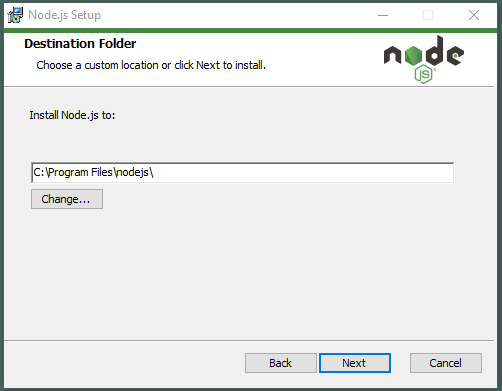 Node.js Setup
Destination Folder
Choose a custom location or click Next to install.
node
JS
Install Node.js to:
C:\Program Files\nodejs\
Change...
Back
Next
Cancel